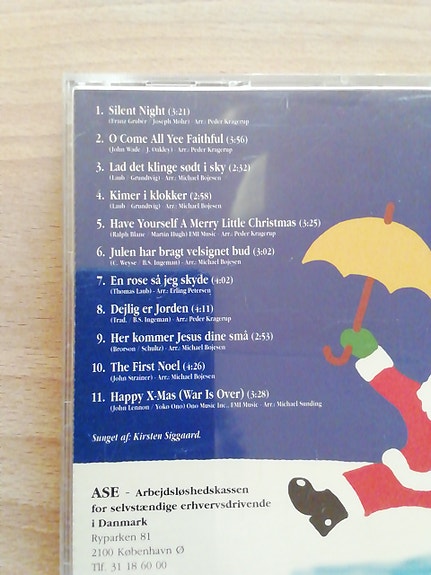 1. Silent Night (3:21)
(Franz Gruber / Joseph Mohr) · Arr.: Peder Kragerup
2. O Come All Yee Faithful (3:56)
(John Wade / J. Oakley) · Arr.: Peder Kragerup
3. Lad det klinge sødt i sky (2:32)
(Laub / Grundtvig) · Arr.: Michael Bojesen
4. Kimer i klokker (2:58)
(Laub / Grundtvig) · Arr.: Michael Bojesen
5. Have Yourself A Merry Little Christmas (3:25)
(Ralph Blane / Martin Hugh) EMI Music · Arr.: Peder Kragerup
6. Julen har bragt velsignet bud (3:02)
(C. Weyse / B.S. Ingeman) · Arr.: Michael Bojesen
7. En rose så jeg skyde (4:02)
(Thomas Laub) · Arr.: Erling Petersen
8. Dejlig er Jorden (4:11)
(Trad. / B.S. Ingeman) · Arr.: Peder Kragerup
9. Her kommer Jesus dine små (2:53)
(Brorson / Schultz) · Arr.: Michael Bojesen
10. The First Noel (4:26)
(John Strainer) · Arr.: Michael Bojesen
11. Happy X-Mas (War Is Over) (3:28)
(John Lennon / Yoko Ono) Ono Music Inc., EMI Music · Arr.: Michael Sunding
Sunget af: Kirsten Siggaard.
ASE - Arbejdsløshedskassen
for selvstændige erhvervsdrivende
i Danmark
Ryparken 81
2100 København Ø
Tlf. 31 18 60 00